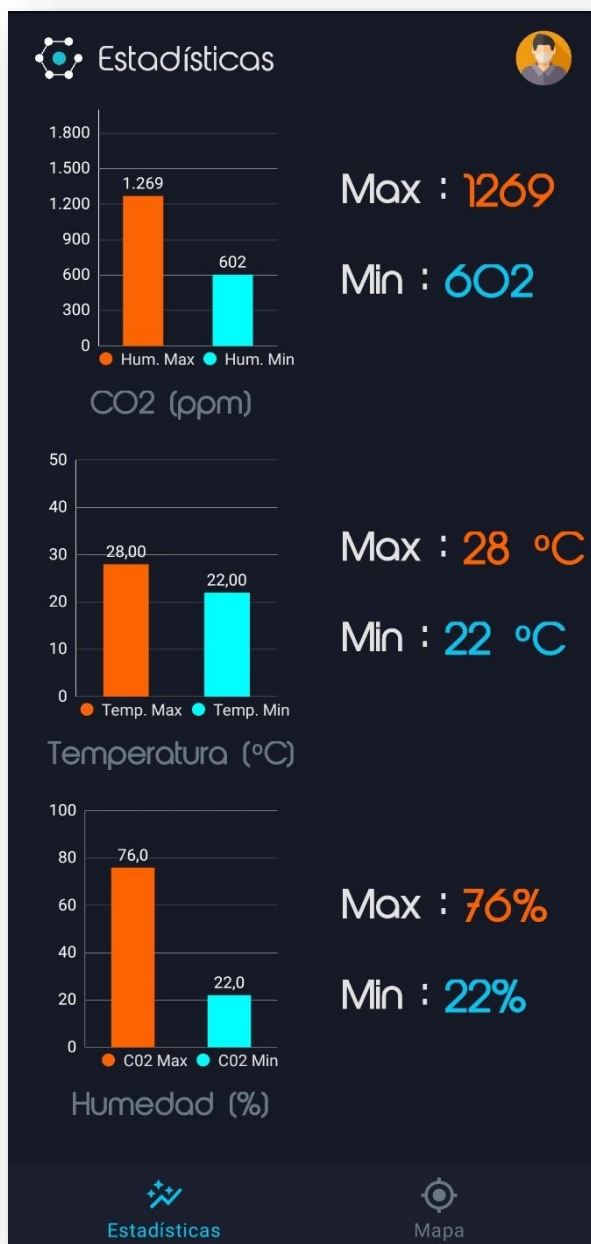 Estadísticas
1.800
1.500
1.200
900
600
300
0
1.269
602
Hum. Max Hum. Min
CO2 (ppm)
Max : 1269
Min : 602
50
40
30
20
10
0
28,00
22,00
Temp. Max Temp. Min
Temperatura (ºC)
Max : 28 ºC
Min : 22 ºC
100
80
60
40
20
0
76,0
22,0
C02 Max C02 Min
Humedad (%)
Max : 76%
Min : 22%
Estadísticas
Mapa